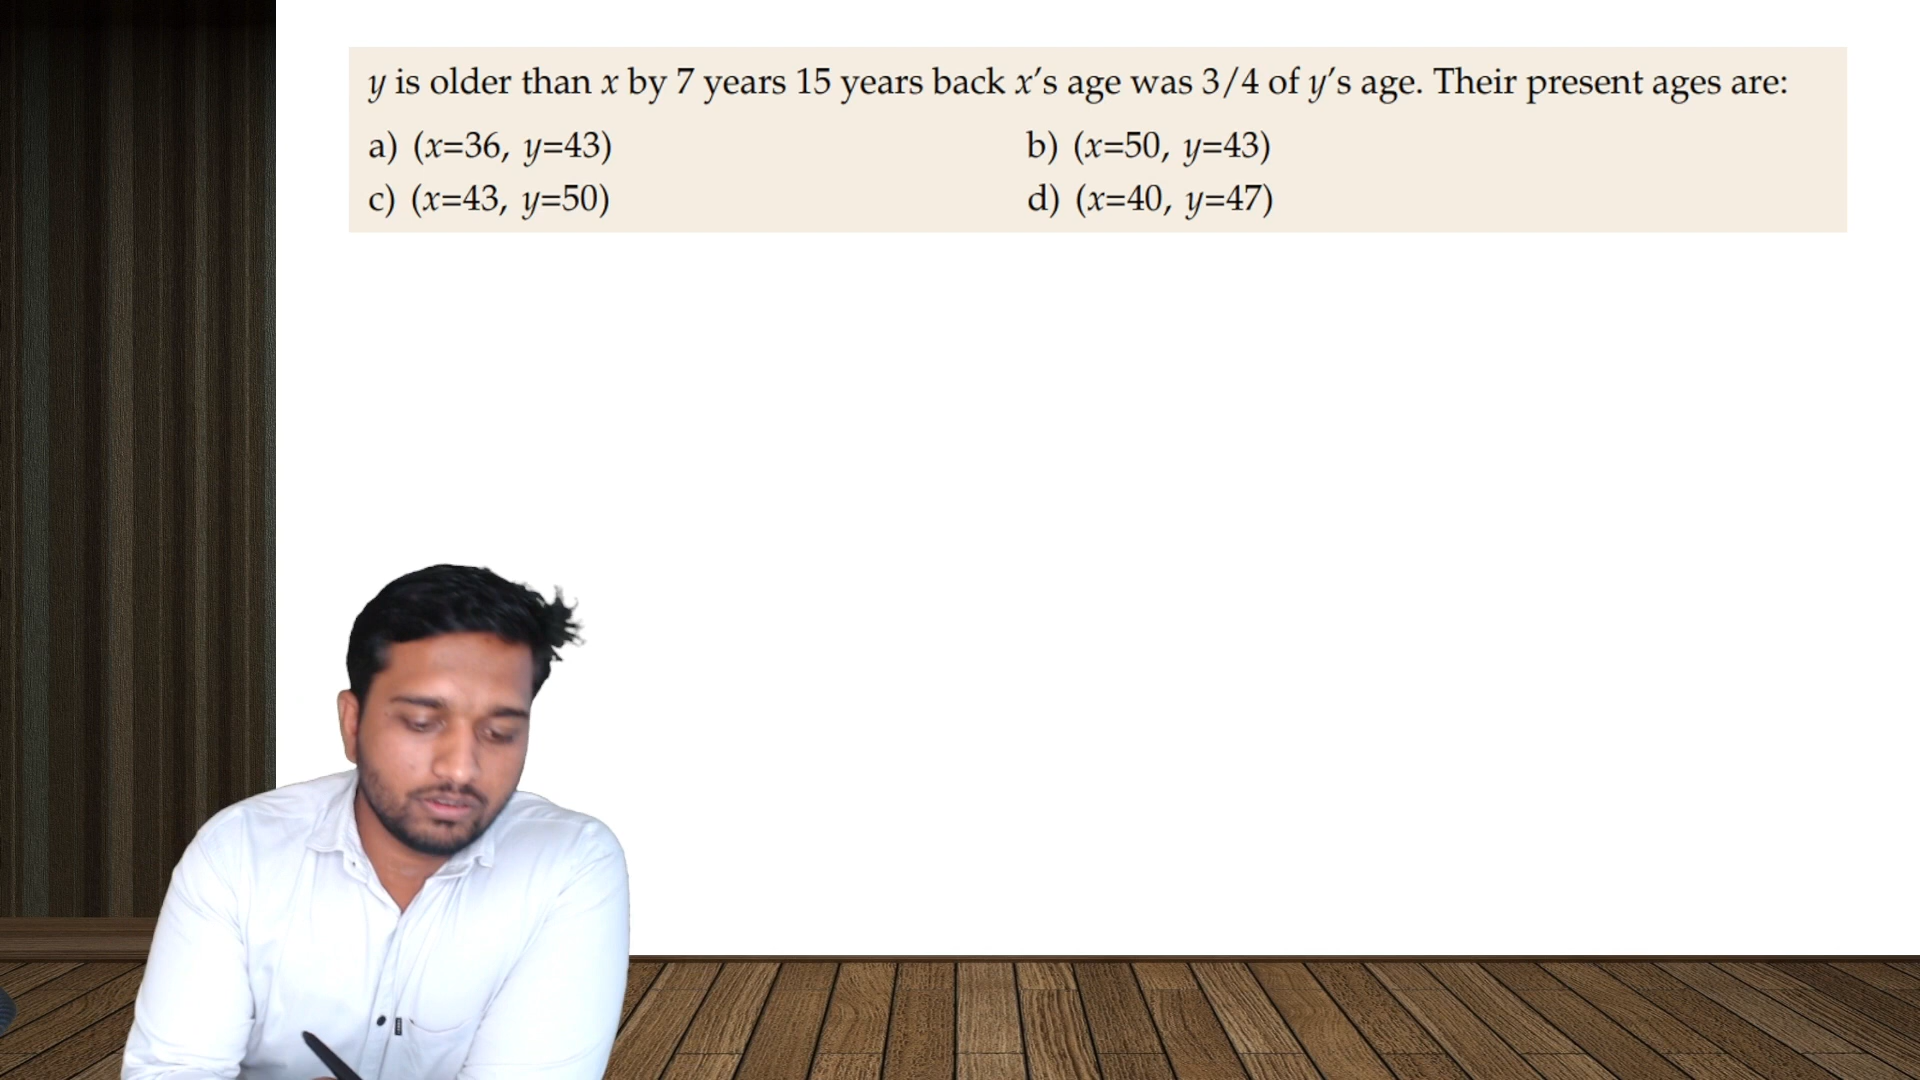 y is older than x by 7 years 15 years back x’s age was 3/4 of y’s age. Their present ages are:
a) (x=36, y=43) b) (x=50, y=43)
c) (x=43, y=50) d) (x=40, y=47)